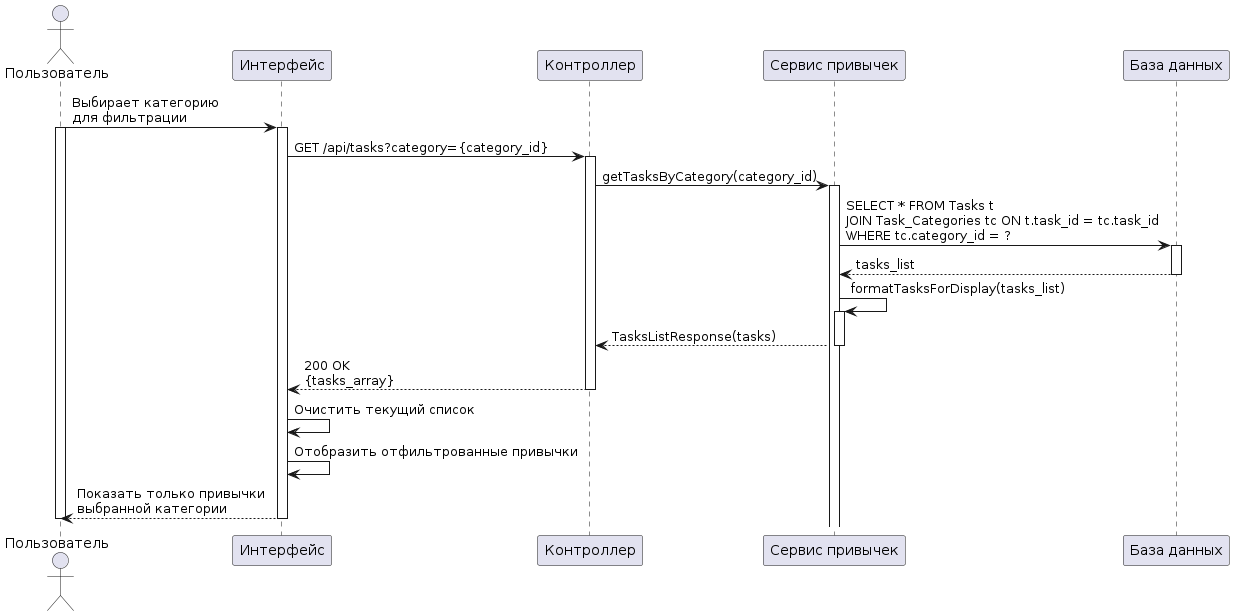 Пользователь
Интерфейс
Контроллер
Сервис привычек
База данных
Выбирает категорию
для фильтрации
GET /api/tasks?category={category_id}
getTasksByCategory(category_id)
SELECT * FROM Tasks t
JOIN Task_Categories tc ON t.task_id = tc.task_id
WHERE tc.category_id = ?
tasks_list
formatTasksForDisplay(tasks_list)
TasksListResponse(tasks)
200 OK
{tasks_array}
Очистить текущий список
Отобразить отфильтрованные привычки
Показать только привычки
выбранной категории
Пользователь
Интерфейс
Контроллер
Сервис привычек
База данных